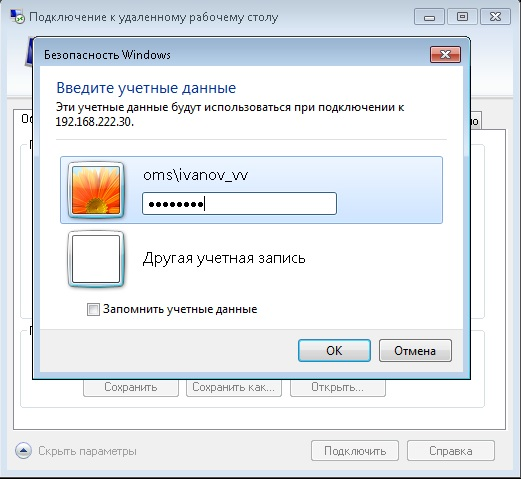 Подключение к удаленному рабочему столу
Безопасность Windows
Введите учетные данные
Эти учетные данные будут использоваться при подключении к
192.168.222.30.
oms\ivanov_vv
●●●●●●●●
Другая учетная запись
Запомнить учетные данные
ОК
Отмена
Сохранить
Сохранить как...
Открыть...
Скрыть параметры
Подключить
Справка